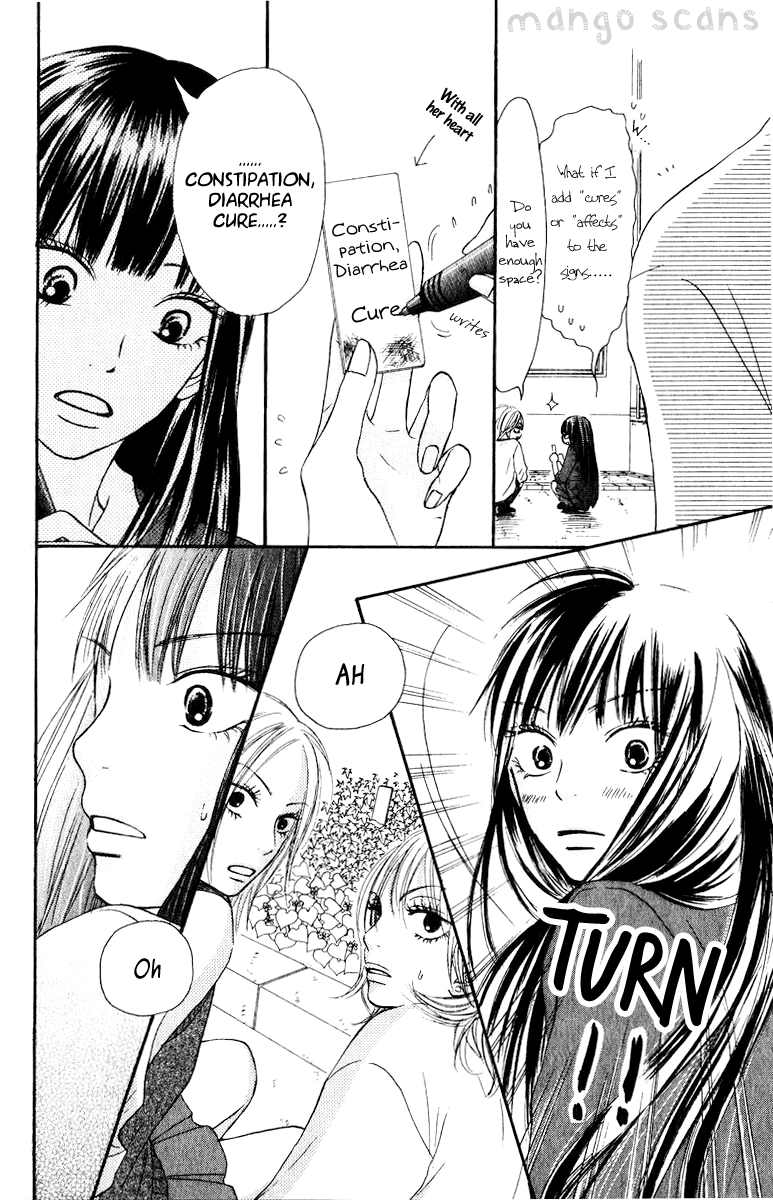 mango scans
W...
What if I
add "cures"
or "affects"
to the
signs.....
Do
you
have
enough
space?
With all
her heart
Consti-
pation,
Diarrhea
Cure
writes
......
CONSTIPATION,
DIARRHEA
CURE.....?
TURN
!!
AH
Oh